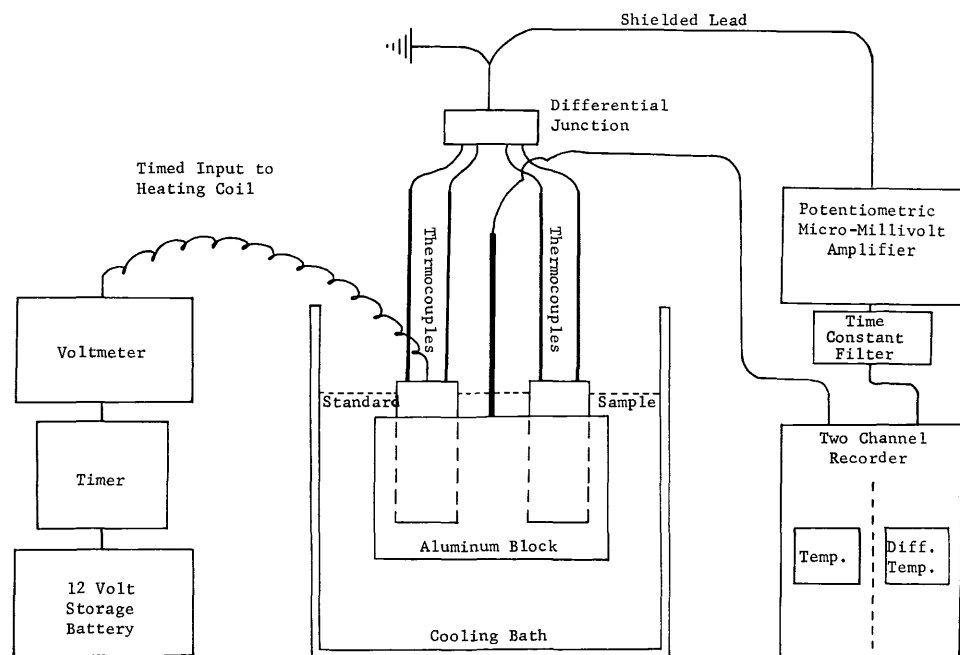 Shielded Lead
Differential
Junction
Timed Input to
Heating Coil
Potentiometric
Micro-Millivolt
Amplifier
Thermocouples
Thermocouples
Time
Constant
Filter
Voltmeter
Standard
Sample
Two Channel
Recorder
Timer
Aluminum Block
Temp.
Diff.
Temp.
12 Volt
Storage
Battery
Cooling Bath